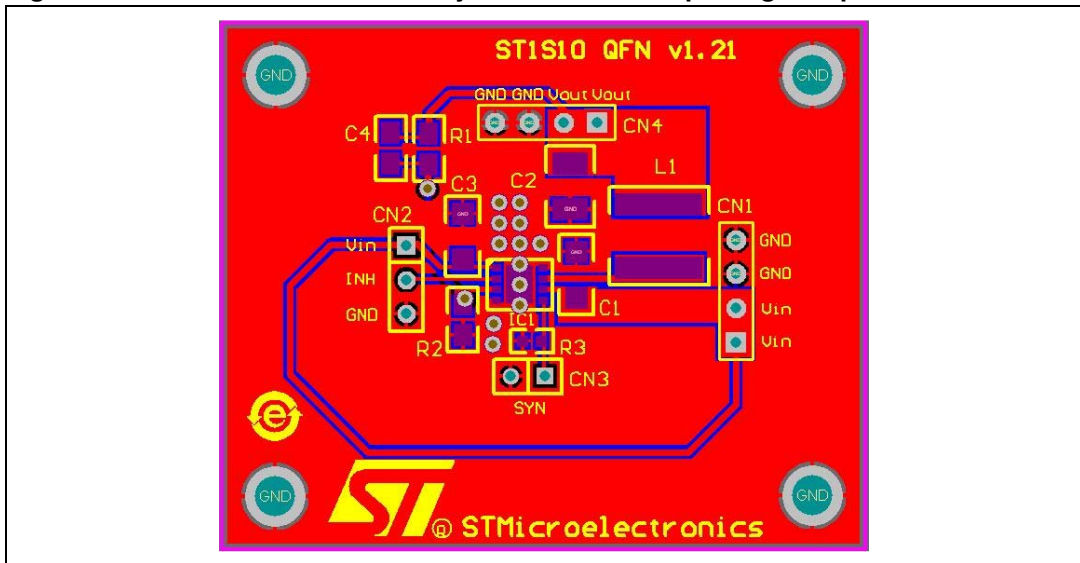 ST1S10 QFN v1.21
GND
GND
GND GND Vout Vout
CN4
C4
R1
L1
C3
C2
GND
GND
CN1
CN2
GND
Vin
GND
GND
INH
Vin
C1
GND
IC1
Vin
R2
R3
CN3
SYN
e
GND
GND
ST
® STMicroelectronics